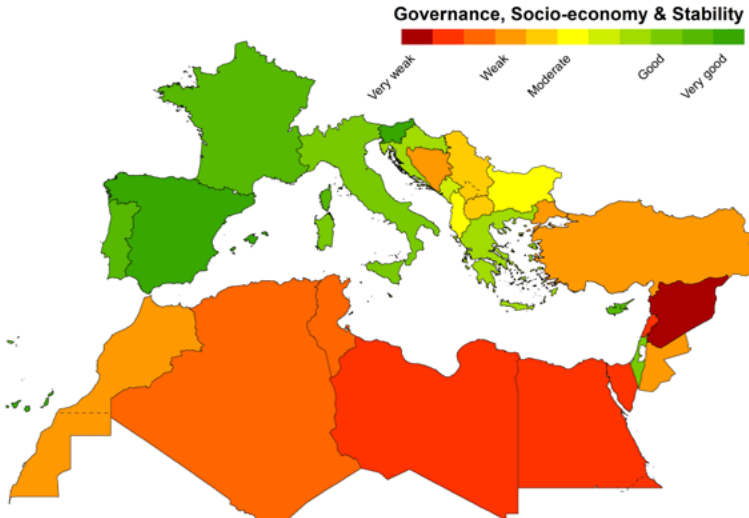 Governance, Socio-economy & Stability
Very weak
Weak
Moderate
Good
Very good